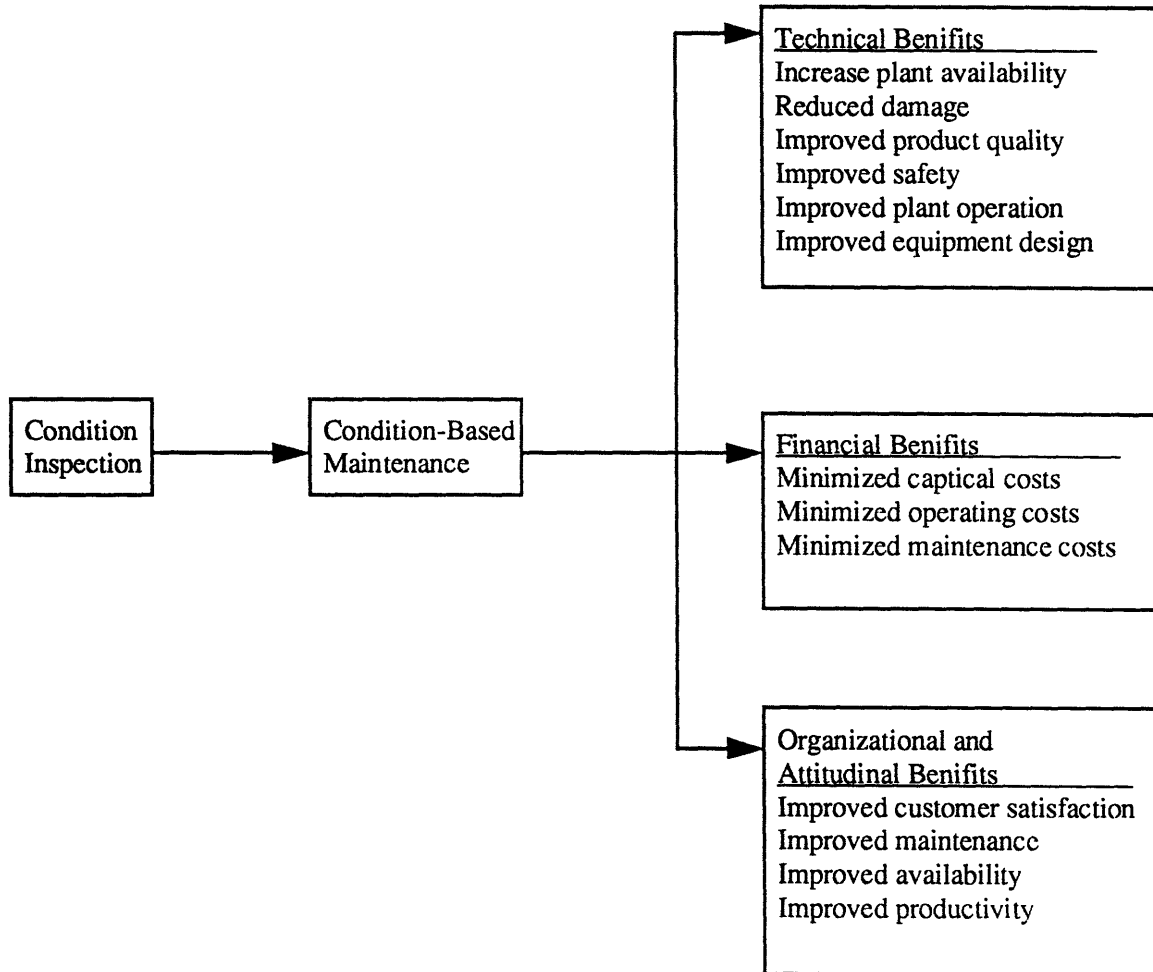 Technical Benifits
Increase plant availability
Reduced damage
Improved product quality
Improved safety
Improved plant operation
Improved equipment design
Condition
Inspection
Condition-Based
Maintenance
Financial Benifits
Minimized captical costs
Minimized operating costs
Minimized maintenance costs
Organizational and
Attitudinal Benifits
Improved customer satisfaction
Improved maintenance
Improved availability
Improved productivity